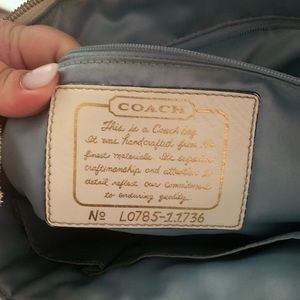 COACH
This is a Coach bag.
It was handcrafted from the
finest materials. Its superior
craftsmanship and attention to
detail reflect our commitment
to enduring quality.
Nº L0785-11736